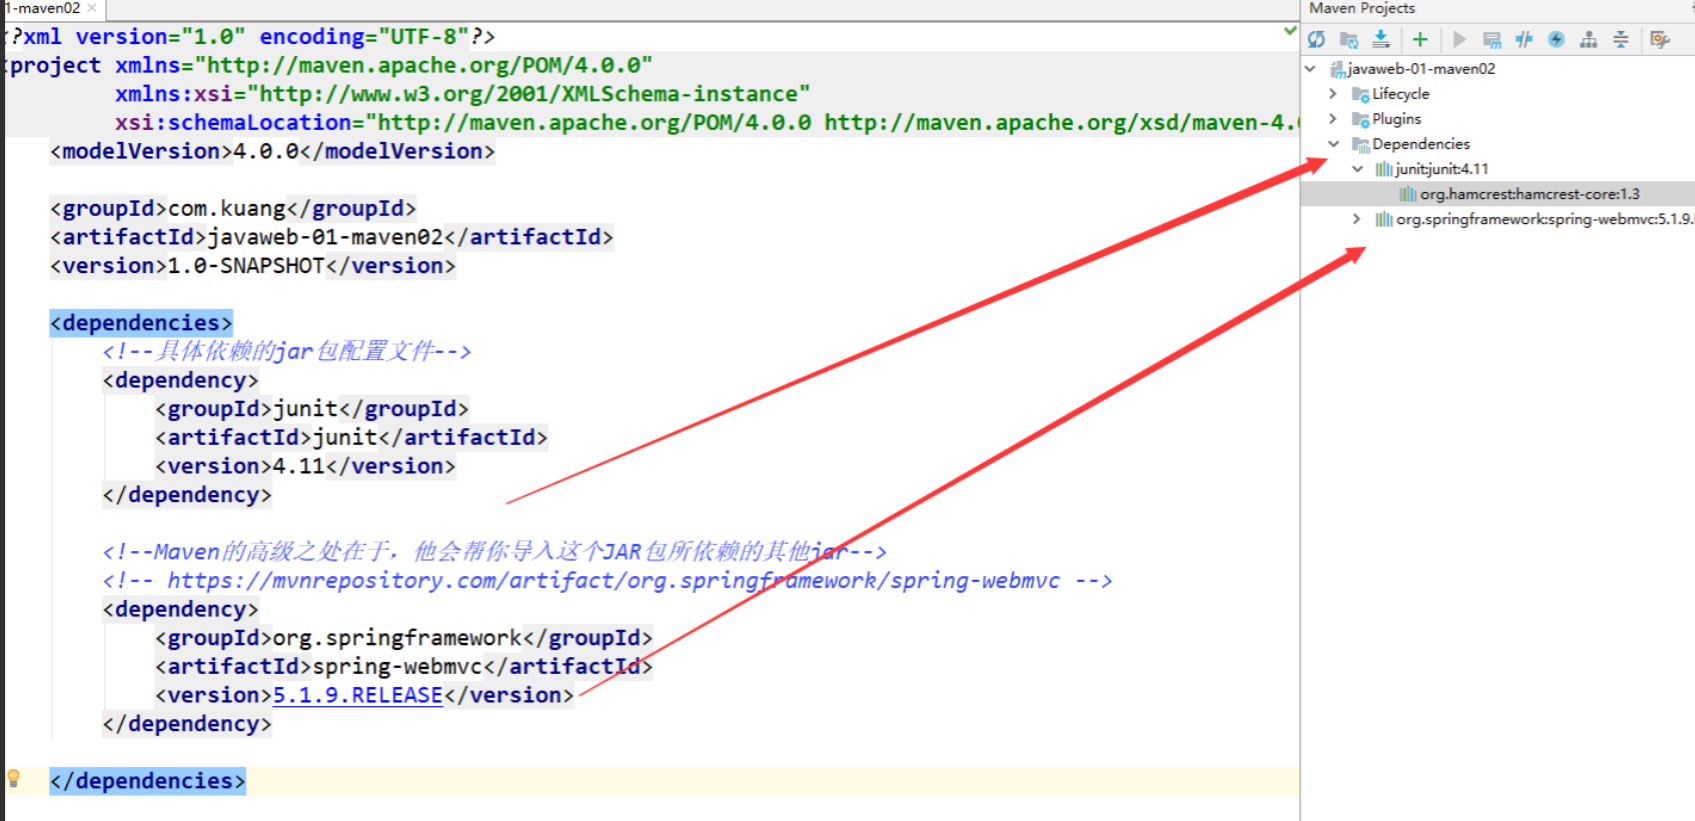 1-maven02
?xml version="1.0" encoding="UTF-8"?>
project xmlns="http://maven.apache.org/POM/4.0.0"
xmlns:xsi="http://www.w3.org/2001/XMLSchema-instance"
xsi:schemaLocation="http://maven.apache.org/POM/4.0.0 http://maven.apache.org/xsd/maven-4.
<modelVersion>4.0.0</modelVersion>
<groupId>com.kuang</groupId>
<artifactId>javaweb-01-maven02</artifactId>
<version>1.0-SNAPSHOT</version>
<dependencies>
<!--具体依赖的jar包配置文件-->
<dependency>
<groupId>junit</groupId>
<artifactId>junit</artifactId>
<version>4.11</version>
</dependency>
<!--Maven的高级之处在于，他会帮你导入这个JAR包所依赖的其他jar-->
<!-- https://mvnrepository.com/artifact/org.springframework/spring-webmvc -->
<dependency>
<groupId>org.springframework</groupId>
<artifactId>spring-webmvc</artifactId>
<version>5.1.9.RELEASE</version>
</dependency>
</dependencies>
Maven Projects
javaweb-01-maven02
Lifecycle
Plugins
Dependencies
junit:junit:4.11
org.hamcrest:hamcrest-core:1.3
org.springframework:spring-webmvc:5.1.9.